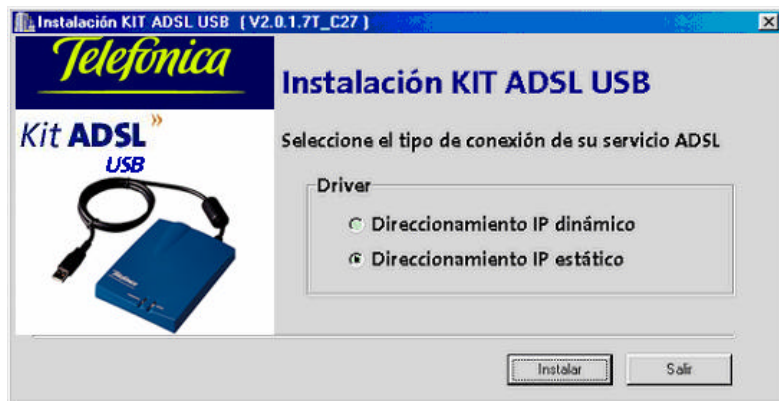 Instalación KIT ADSL USB (V2.0.1.7T_C27)
Telefónica
Instalación KIT ADSL USB
Kit ADSL»
USB
Seleccione el tipo de conexión de su servicio ADSL
Driver
Direccionamiento IP dinámico
Direccionamiento IP estático
Telefónica
Instalar
Salir